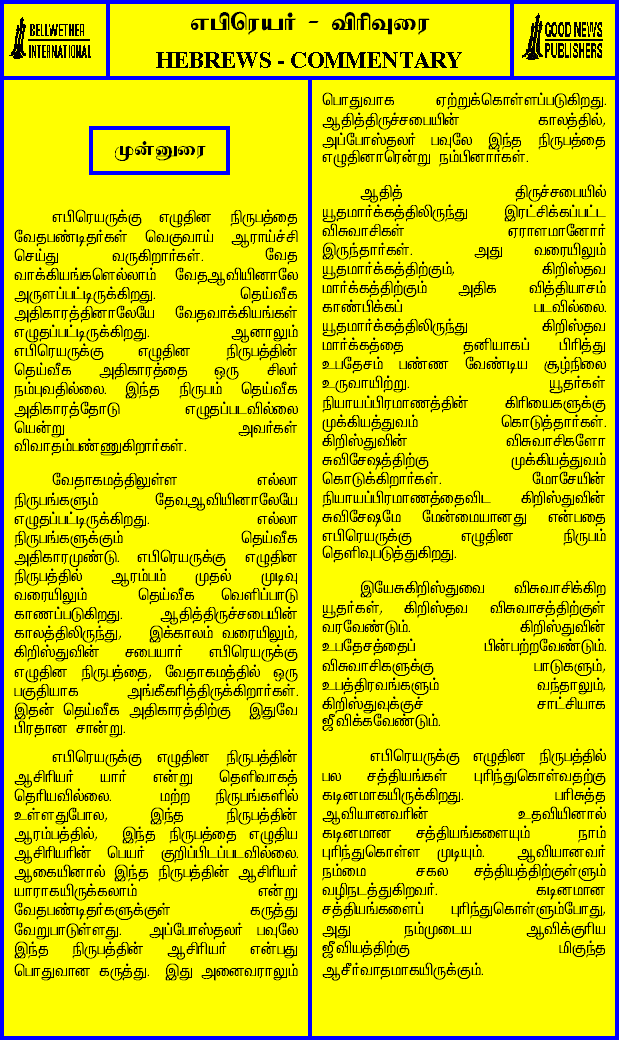 BELLWETHER
INTERNATIONAL
எபிரெயர் - விரிவுரை
HEBREWS - COMMENTARY
GOOD NEWS
PUBLISHERS
முன்னுரை
எபிரெயருக்கு எழுதின நிருபத்தை
வேதபண்டிதர்கள் வெகுவாய் ஆராய்ச்சி
செய்து வருகிறார்கள். வேத
வாக்கியங்களெல்லாம் வேதஆவியினாலே
அருளப்பட்டிருக்கிறது. தெய்வீக
அதிகாரத்தினாலேயே வேதவாக்கியங்கள்
எழுதப்பட்டிருக்கிறது. ஆனாலும்
எபிரெயருக்கு எழுதின நிருபத்தின்
தெய்வீக அதிகாரத்தை ஒரு சிலர்
நம்புவதில்லை. இந்த நிருபம் தெய்வீக
அதிகாரத்தோடு எழுதப்படவில்லை
யென்று அவர்கள்
விவாதம்பண்ணுகிறார்கள்.
வேதாகமத்திலுள்ள எல்லா
நிருபங்களும் தேவஆவியினாலேயே
எழுதப்பட்டிருக்கிறது. எல்லா
நிருபங்களுக்கும் தெய்வீக
அதிகாரமுண்டு. எபிரெயருக்கு எழுதின
நிருபத்தில் ஆரம்பம் முதல் முடிவு
வரையிலும் தெய்வீக வெளிப்பாடு
காணப்படுகிறது. ஆதித்திருச்சபையின்
காலத்திலிருந்து, இக்காலம் வரையிலும்,
கிறிஸ்துவின் சபையார் எபிரெயருக்கு
எழுதின நிருபத்தை, வேதாகமத்தில் ஒரு
பகுதியாக அங்கீகரித்திருக்கிறார்கள்.
இதன் தெய்வீக அதிகாரத்திற்கு இதுவே
பிரதான சான்று.
எபிரெயருக்கு எழுதின நிருபத்தின்
ஆசிரியர் யார் என்று தெளிவாகத்
தெரியவில்லை. மற்ற நிருபங்களில்
உள்ளதுபோல, இந்த நிருபத்தின்
ஆரம்பத்தில், இந்த நிருபத்தை எழுதிய
ஆசிரியரின் பெயர் குறிப்பிடப்படவில்லை.
ஆகையினால் இந்த நிருபத்தின் ஆசிரியர்
யாராகயிருக்கலாம் என்று
வேதபண்டிதர்களுக்குள் கருத்து
வேறுபாடுள்ளது. அப்போஸ்தலர் பவுலே
இந்த நிருபத்தின் ஆசிரியர் என்பது
பொதுவான கருத்து. இது அனைவராலும்
பொதுவாக ஏற்றுக்கொள்ளப்படுகிறது.
ஆதித்திருச்சபையின் காலத்தில்,
அப்போஸ்தலர் பவுலே இந்த நிருபத்தை
எழுதினாரென்று நம்பினார்கள்.
ஆதித் திருச்சபையில்
யூதமார்க்கத்திலிருந்து இரட்சிக்கப்பட்ட
விசுவாசிகள் ஏராளமானோர்
இருந்தார்கள். அது வரையிலும்
யூதமார்க்கத்திற்கும், கிறிஸ்தவ
மார்க்கத்திற்கும் அதிக வித்தியாசம்
காண்பிக்கப் படவில்லை.
யூதமார்க்கத்திலிருந்து கிறிஸ்தவ
மார்க்கத்தை தனியாகப் பிரித்து
உபதேசம் பண்ண வேண்டிய சூழ்நிலை
உருவாயிற்று. யூதர்கள்
நியாயப்பிரமாணத்தின் கிரியைகளுக்கு
முக்கியத்துவம் கொடுத்தார்கள்.
கிறிஸ்துவின் விசுவாசிகளோ
சுவிசேஷத்திற்கு முக்கியத்துவம்
கொடுக்கிறார்கள். மோசேயின்
நியாயப்பிரமாணத்தைவிட கிறிஸ்துவின்
சுவிசேஷமே மேன்மையானது என்பதை
எபிரெயருக்கு எழுதின நிருபம்
தெளிவுபடுத்துகிறது.
இயேசுகிறிஸ்துவை விசுவாசிக்கிற
யூதர்கள், கிறிஸ்தவ விசுவாசத்திற்குள்
வரவேண்டும். கிறிஸ்துவின்
உபதேசத்தைப் பின்பற்றவேண்டும்.
விசுவாசிகளுக்கு பாடுகளும்,
உபத்திரவங்களும் வந்தாலும்,
கிறிஸ்துவுக்குச் சாட்சியாக
ஜீவிக்கவேண்டும்.
எபிரெயருக்கு எழுதின நிருபத்தில்
பல சத்தியங்கள் புரிந்துகொள்வதற்கு
கடினமாகயிருக்கிறது. பரிசுத்த
ஆவியானவரின் உதவியினால்
கடினமான சத்தியங்களையும் நாம்
புரிந்துகொள்ள முடியும். ஆவியானவர்
நம்மை சகல சத்தியத்திற்குள்ளும்
வழிநடத்துகிறவர். கடினமான
சத்தியங்களைப் புரிந்துகொள்ளும்போது,
அது நம்முடைய ஆவிக்குரிய
ஜீவியத்திற்கு மிகுந்த
ஆசீர்வாதமாகயிருக்கும்.